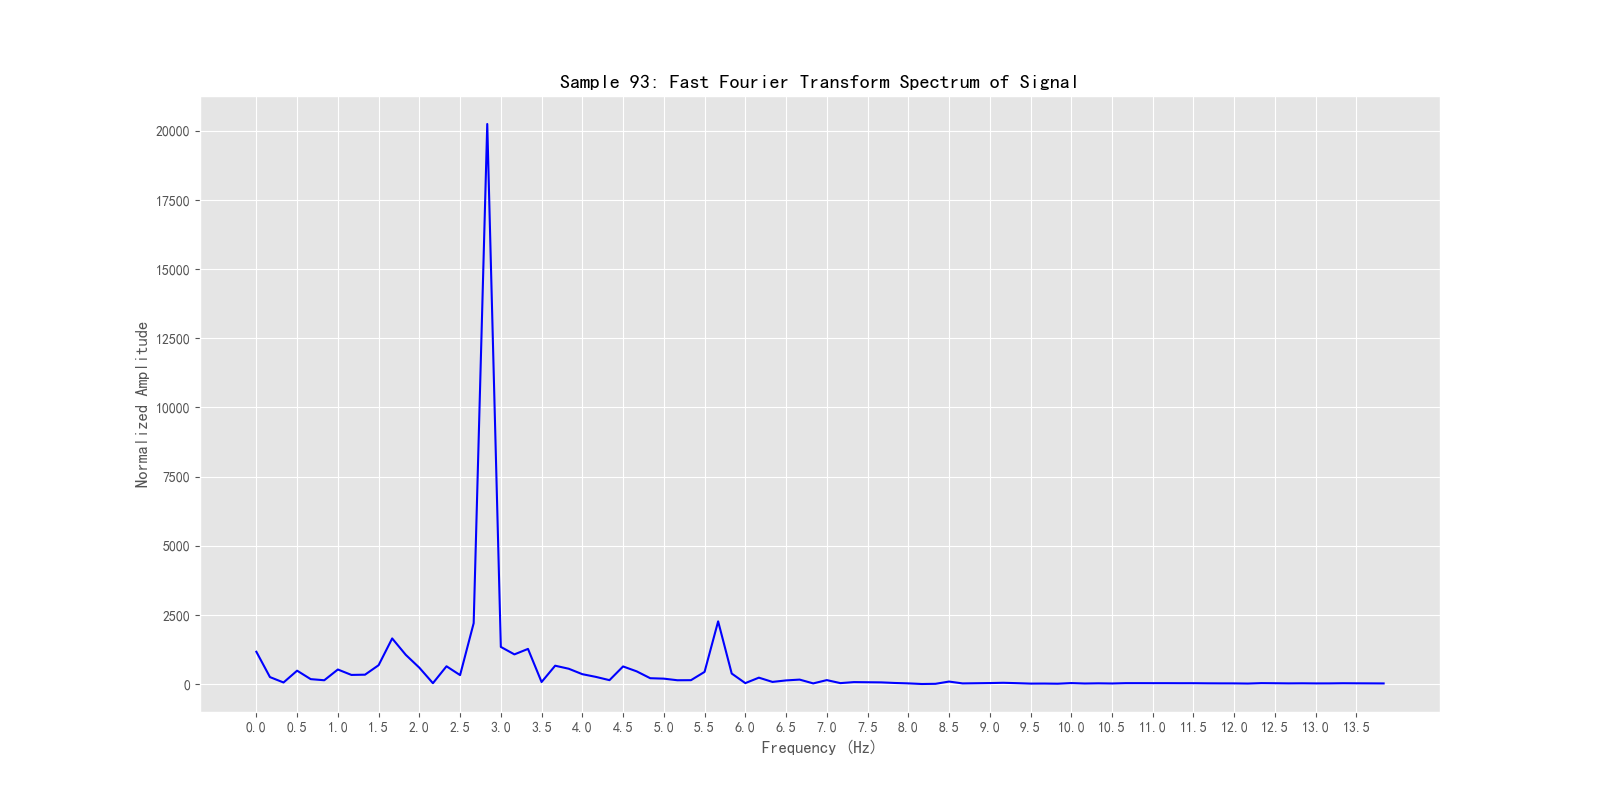 Sample 93: Fast Fourier Transform Spectrum of Signal
20000
17500
15000
12500
10000
7500
5000
2500
0
Normalized Amplitude
0.0 0.5 1.0 1.5 2.0 2.5 3.0 3.5 4.0 4.5 5.0 5.5 6.0 6.5 7.0 7.5 8.0 8.5 9.0 9.5 10.0 10.5 11.0 11.5 12.0 12.5 13.0 13.5
Frequency (Hz)